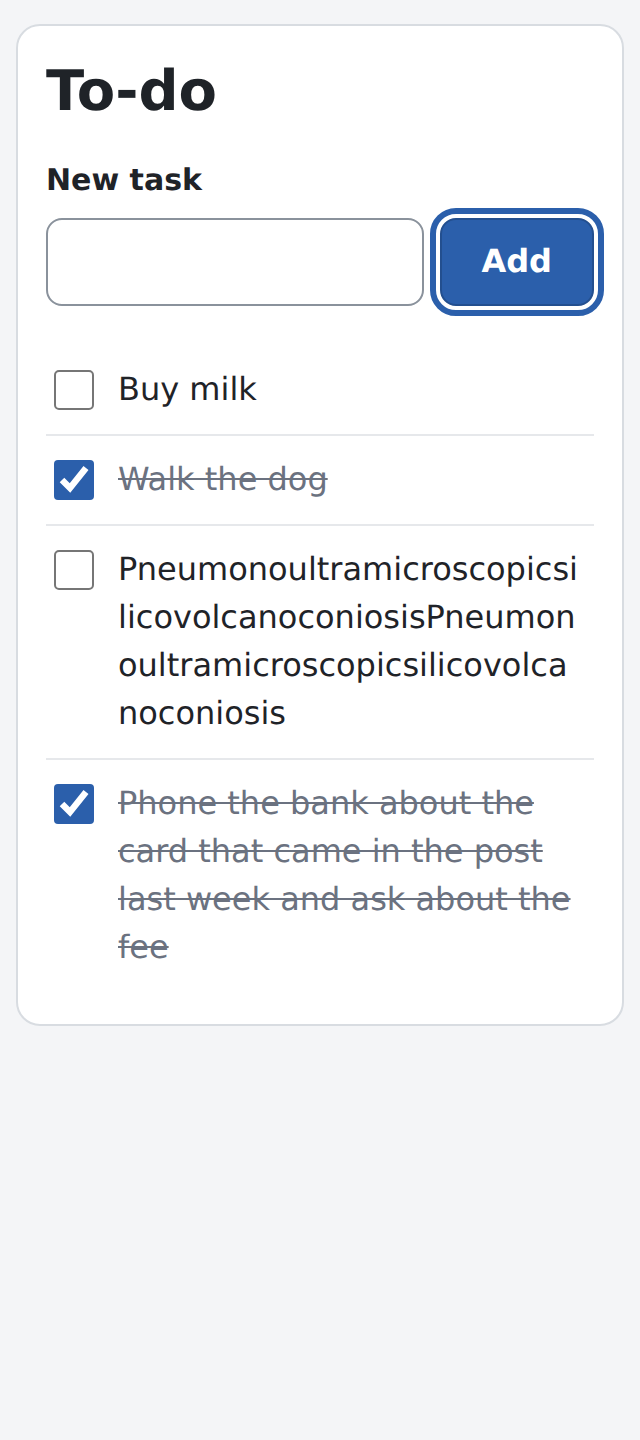 To-do
New task
Add
Buy milk
Walk the dog
Pneumonoultramicroscopicsi
licovolcanoconiosisPneumon
oultramicroscopicsilicovolca
noconiosis
Phone the bank about the
card that came in the post
last week and ask about the
fee